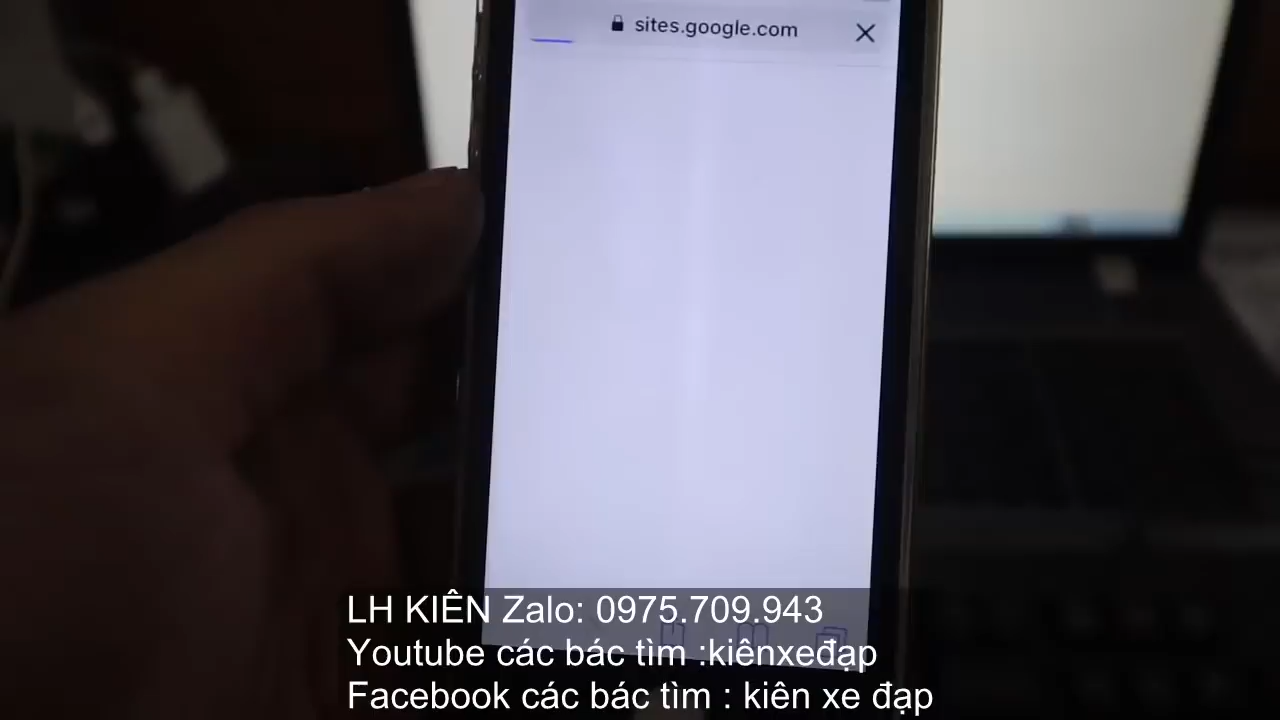 sites.google.com
LH KIÊN Zalo: 0975.709.943
Youtube các bác tìm :kiênxeđạp
Facebook các bác tìm : kiên xe đạp